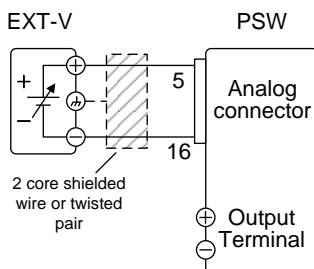 EXT-V
PSW
+
-
+
-
5
16
Analog
connector
2 core shielded
wire or twisted
pair
+
-
Output
Terminal